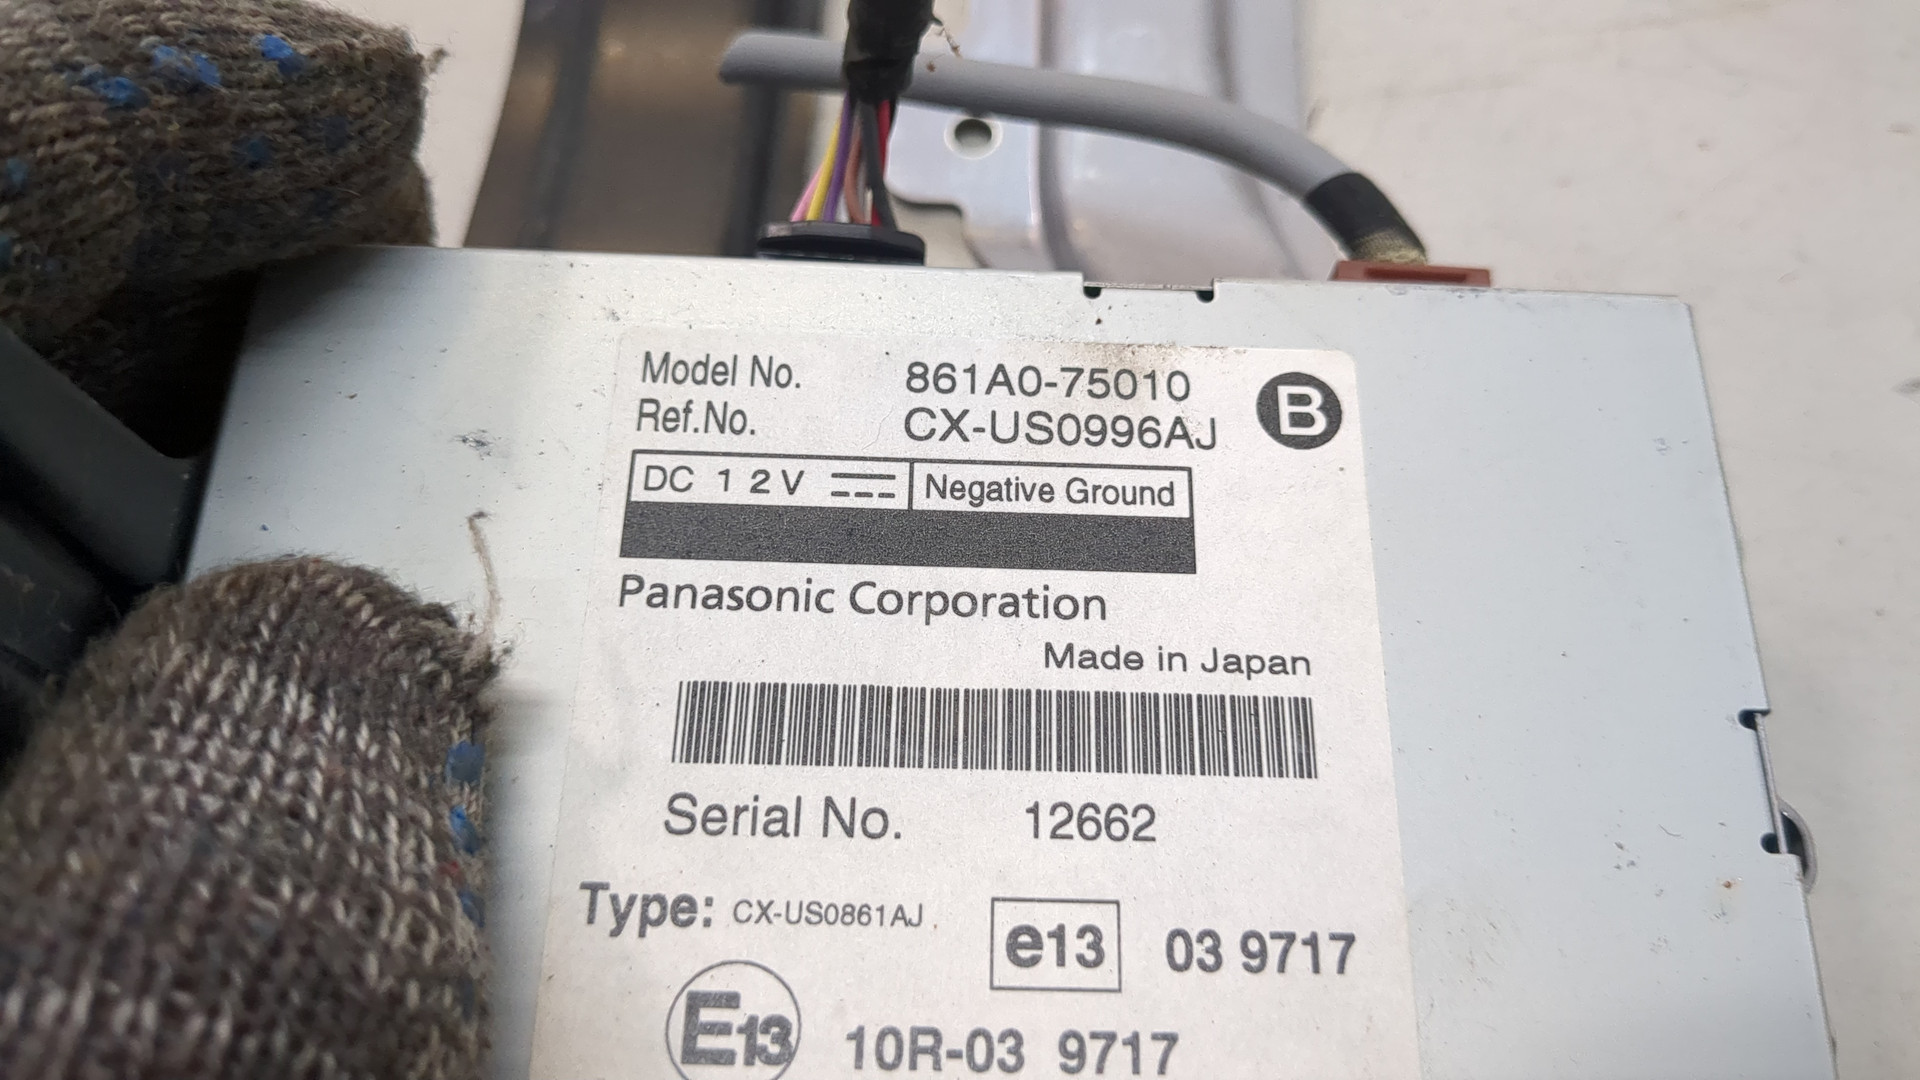 Model No. 861A0-75010 B
Ref.No. CX-US0996AJ
DC 12V Negative Ground
Panasonic Corporation
Made in Japan
Serial No. 12662
Type: CX-US0861AJ. e13 03 9717
E13 10R-03 9717